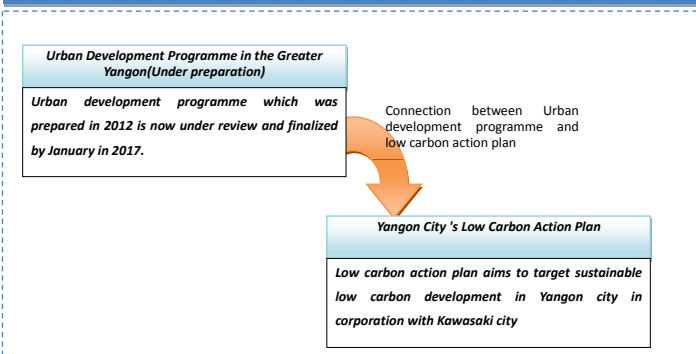 Urban Development Programme in the Greater
Yangon(Under preparation)
Urban development programme which was
prepared in 2012 is now under review and finalized
by January in 2017.
Connection between Urban
development programme and
low carbon action plan
Yangon City 's Low Carbon Action Plan
Low carbon action plan aims to target sustainable
low carbon development in Yangon city in
corporation with Kawasaki city